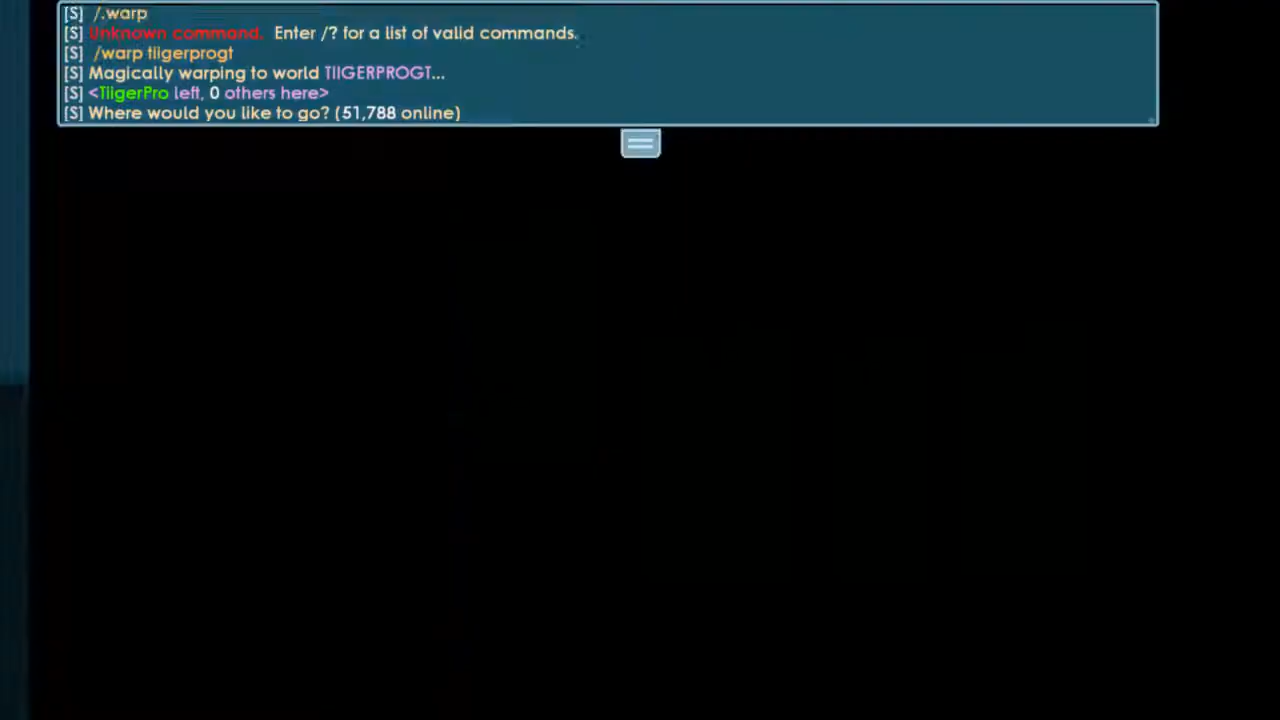 [S] /.warp
[S] Unknown command. Enter /? for a list of valid commands.
[S] /warp tiigerprogt
[S] Magically warping to world TIIGERPROGT...
[S] <TiigerPro left, 0 others here>
[S] Where would you like to go? (51,788 online)